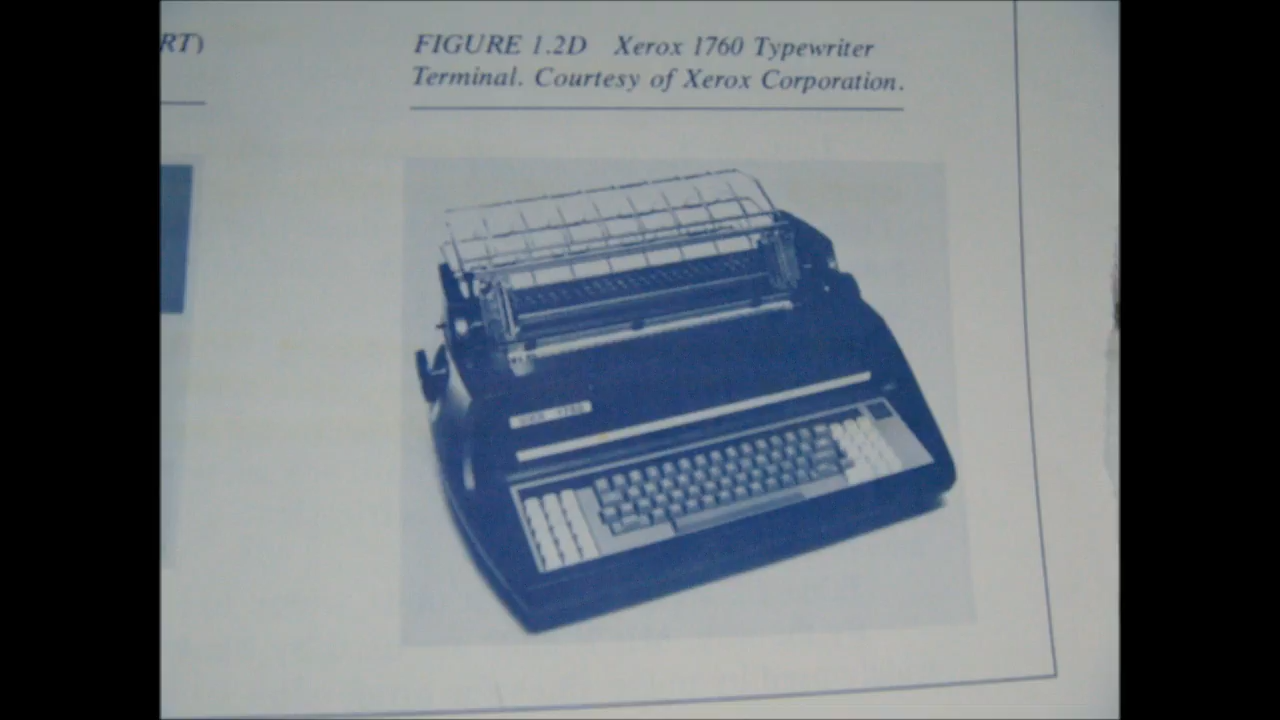 RT)
FIGURE 1.2D Xerox 1760 Typewriter
Terminal. Courtesy of Xerox Corporation.